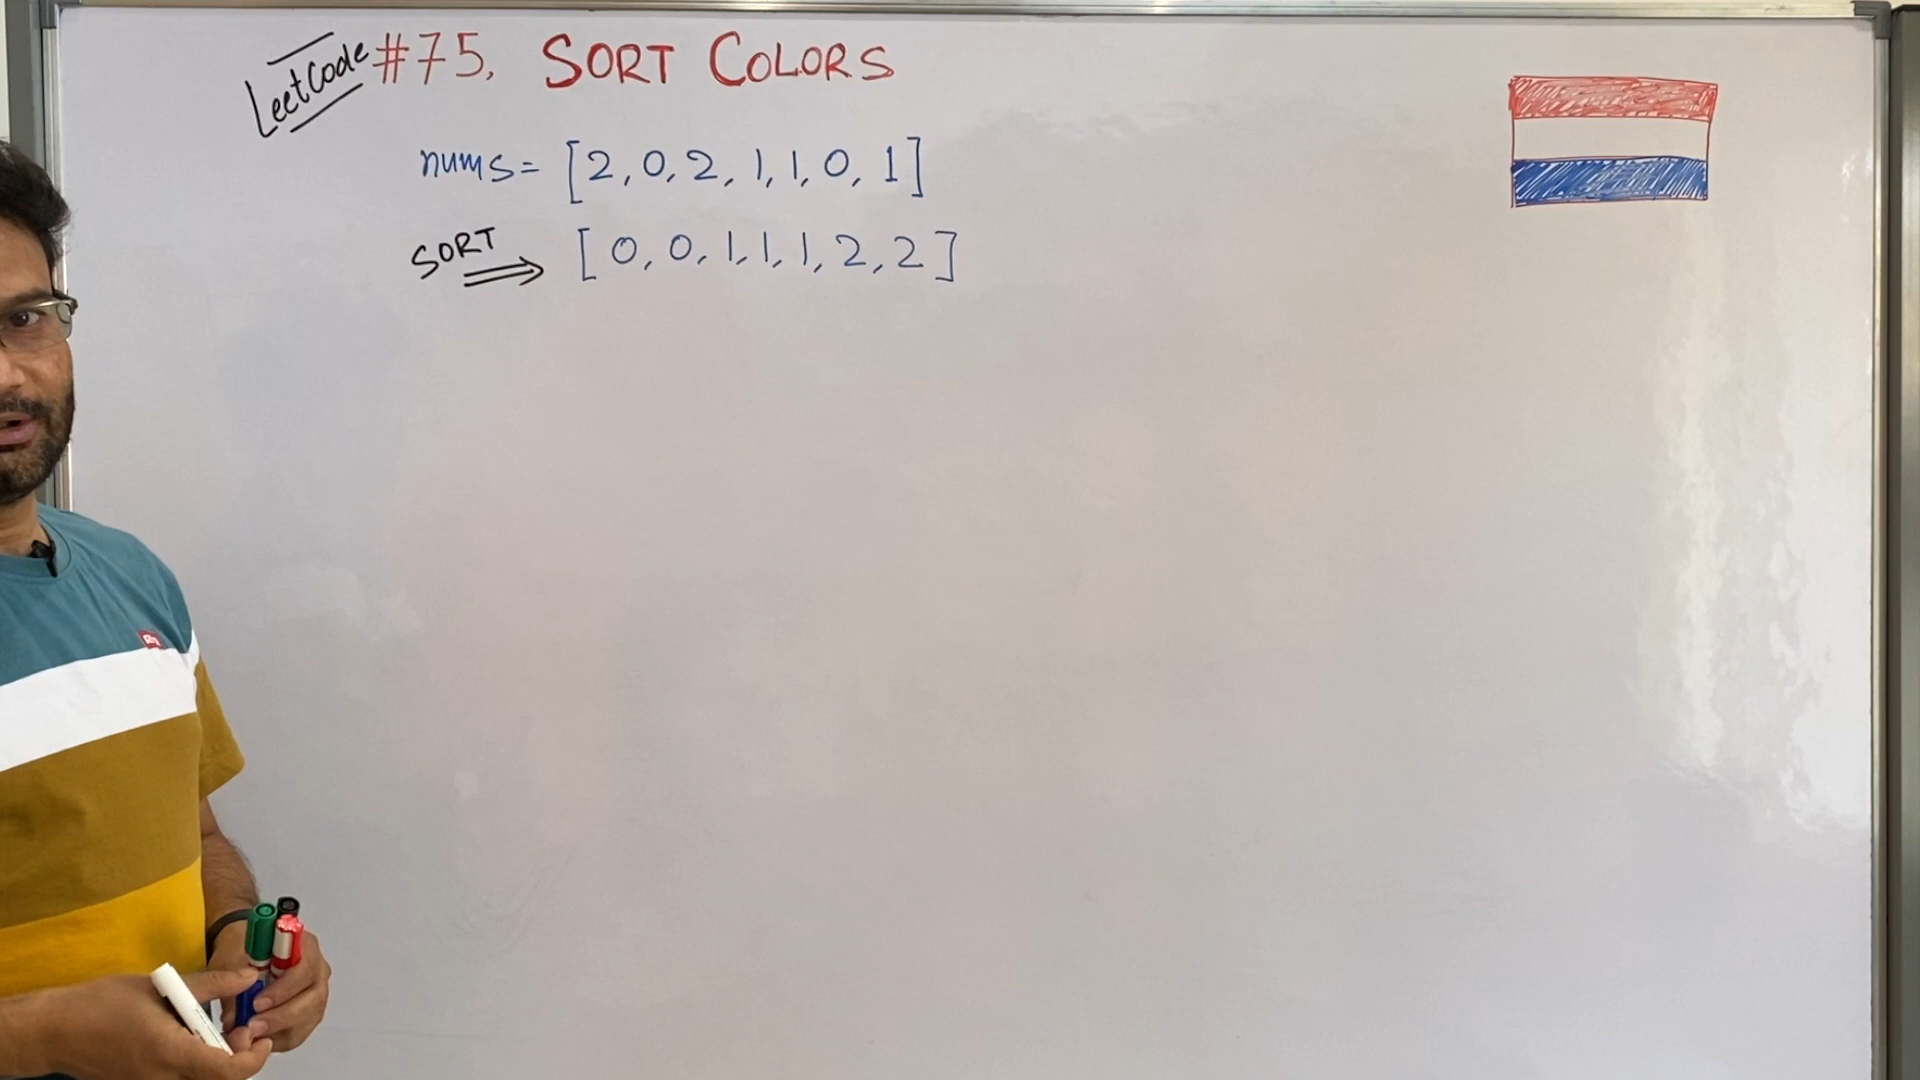 LeetCode #75. SORT COLORS
nums = [2, 0, 2, 1, 1, 0, 1]
SORT ⇒ [0, 0, 1, 1, 1, 2, 2]